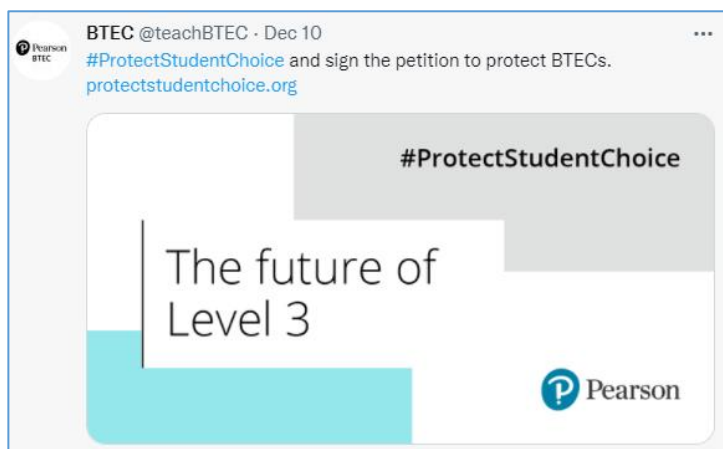 Pearson
BTEC
BTEC @teachBTEC · Dec 10
#ProtectStudentChoice and sign the petition to protect BTECs.
protectstudentchoice.org
#ProtectStudentChoice
The future of
Level 3
Pearson